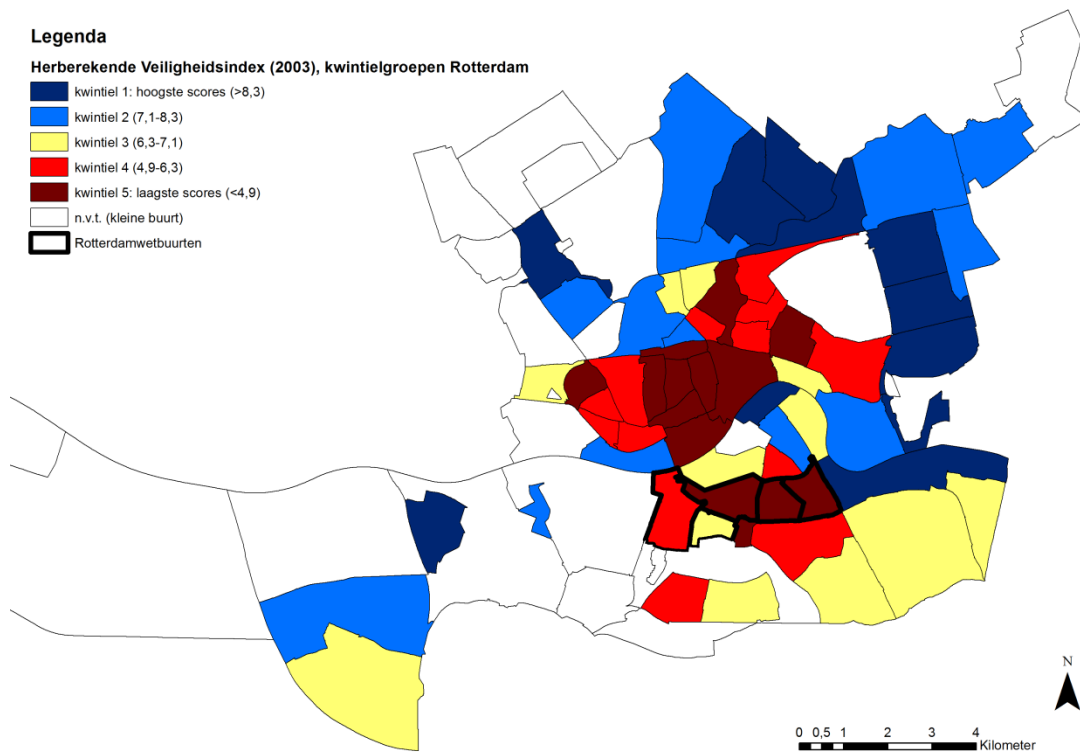 Legenda
Herberekende Veiligheidsindex (2003), kwintielgroepen Rotterdam
kwintiel 1: hoogste scores (>8,3)
kwintiel 2 (7,1-8,3)
kwintiel 3 (6,3-7,1)
kwintiel 4 (4,9-6,3)
kwintiel 5: laagste scores (<4,9)
n.v.t. (kleine buurt)
Rotterdamwetbuurten
N
0 0,5 1 2 3 4
Kilometer